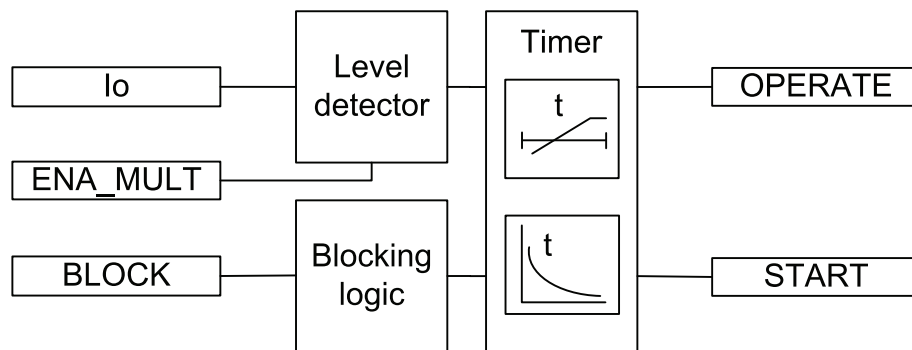 Io
ENA_MULT
BLOCK
Level
detector
Blocking
logic
Timer
t
t
OPERATE
START